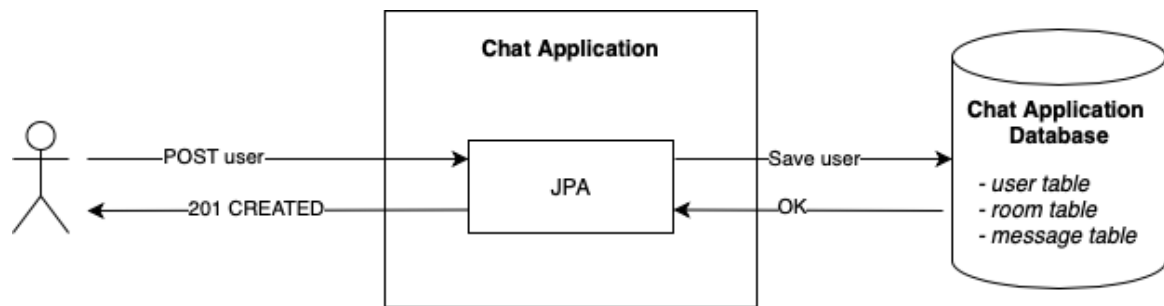 Chat Application
POST user
201 CREATED
JPA
Save user
OK
Chat Application
Database
- user table
- room table
- message table